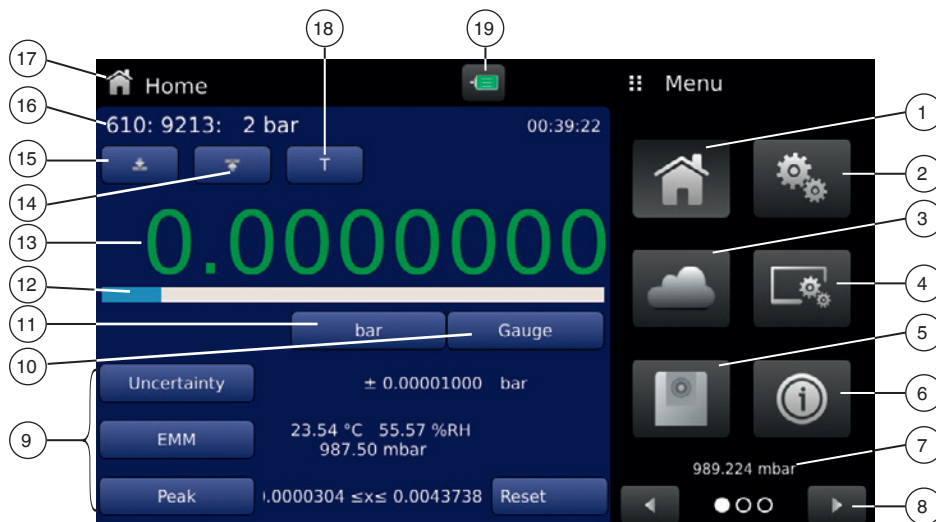 18
19
17
Home
Menu
16
610: 9213: 2 bar
00:39:22
1
15
T
2
14
3
13
0.0000000
12
4
11
bar
Gauge
5
10
Uncertainty
± 0.00001000 bar
6
9
EMM
23.54 °C 55.57 %RH
987.50 mbar
7
989.224 mbar
Peak
.0000304 ≤x≤ 0.0043738
Reset
8